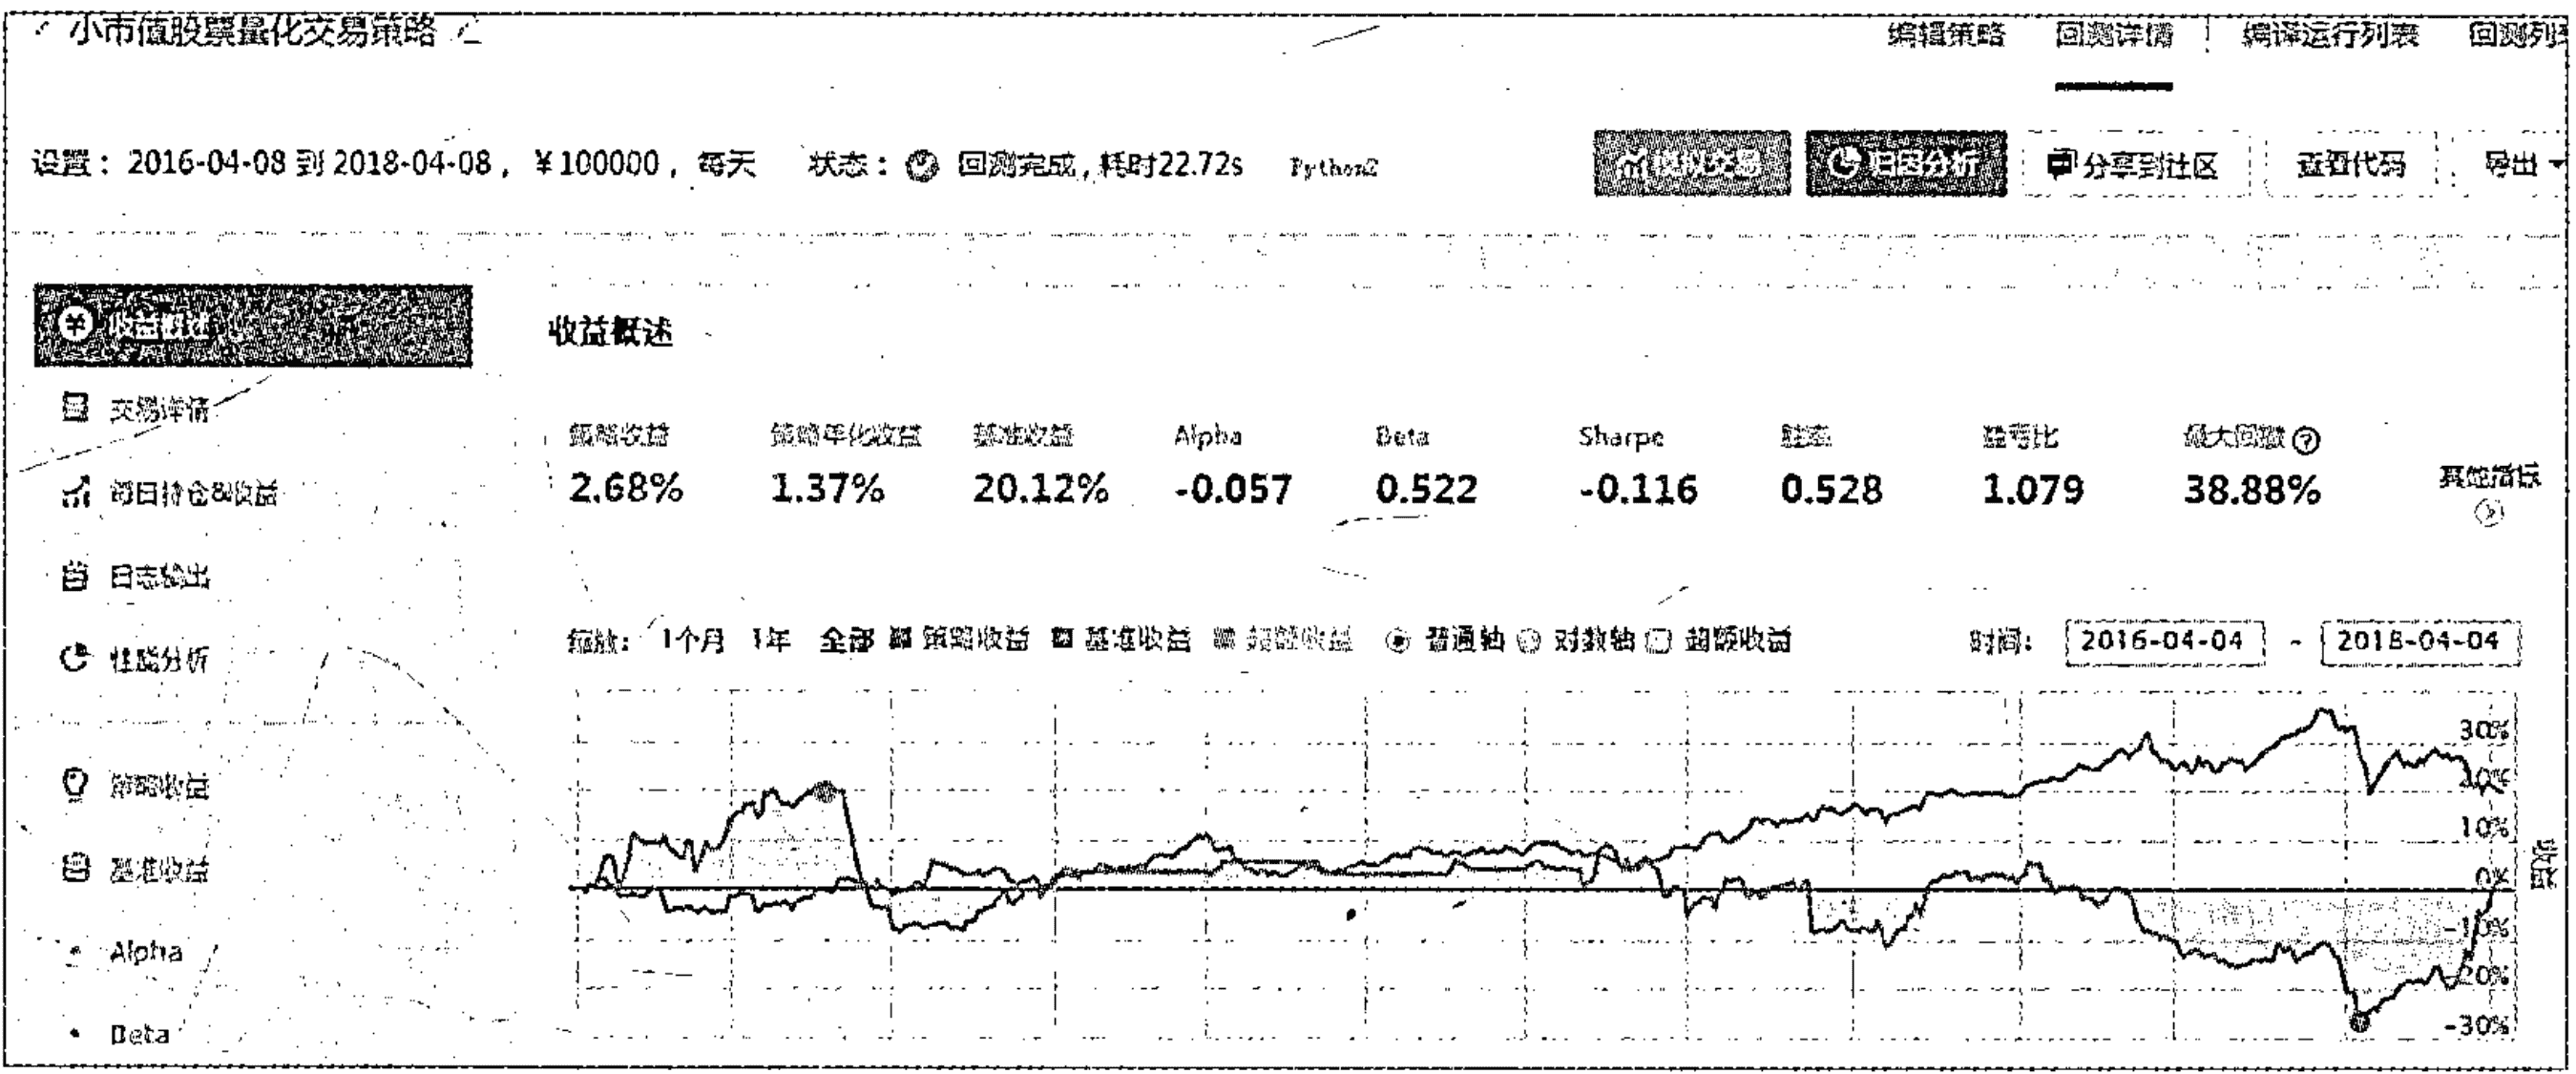 小市值股票量化交易策略
编辑策略 回测详情 编译运行列表 回测列
设置：2016-04-08 到 2018-04-08，¥100000，每天 状态： 回测完成，耗时22.72s Python2
模拟交易 归因分析 分享到社区 查看代码 导出
收益概述
收益概述
交易详情
每日持仓&收益
日志输出
性能分析
策略收益
基准收益
Alpha
Beta
策略收益 策略年化收益 基准收益 Alpha Beta Sharpe 胜率 盈亏比 最大回撤
2.68% 1.37% 20.12% -0.057 0.522 -0.116 0.528 1.079 38.88%
其他指标
缩放： 1个月 1年 全部 策略收益 基准收益 超额收益 普通轴 对数轴 超额收益 时间： 2016-04-04 - 2018-04-04
30%
20%
10%
0%
-10%
-20%
-30%
收益